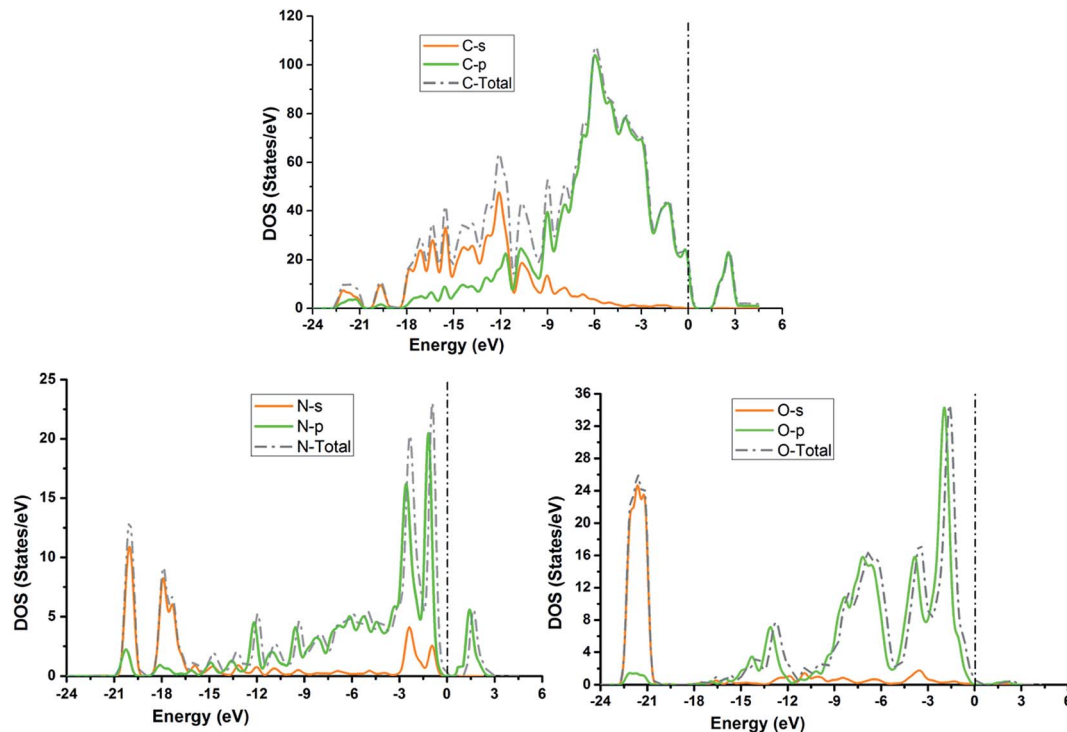 120
100
80
60
40
20
0
DOS (States/eV)
C-s
C-p
C-Total
-24 -21 -18 -15 -12 -9 -6 -3 0 3 6
Energy (eV)
25
20
15
10
5
0
DOS (States/eV)
N-s
N-p
N-Total
-24 -21 -18 -15 -12 -9 -6 -3 0 3 6
Energy (eV)
36
32
28
24
20
16
12
8
4
0
DOS (States/eV)
O-s
O-p
O-Total
-24 -21 -18 -15 -12 -9 -6 -3 0 3 6
Energy (eV)